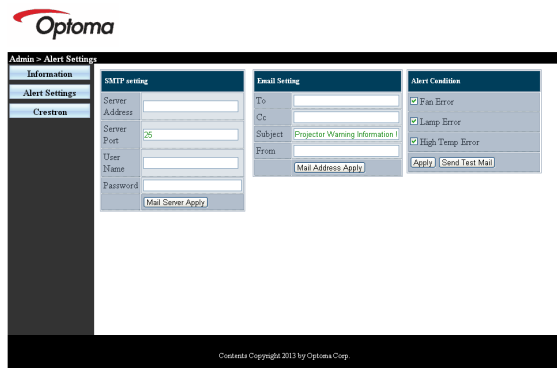 Optoma
Admin > Alert Settings
Information
Alert Settings
Crestron
SMTP setting
Server Address
Server Port
25
User Name
Password
Mail Server Apply
Email Setting
To
Cc
Subject
Projector Warning Information
From
Mail Address Apply
Alert Condition
Fan Error
Lamp Error
High Temp Error
Apply
Send Test Mail
Contents Copyright 2013 by Optoma Corp.